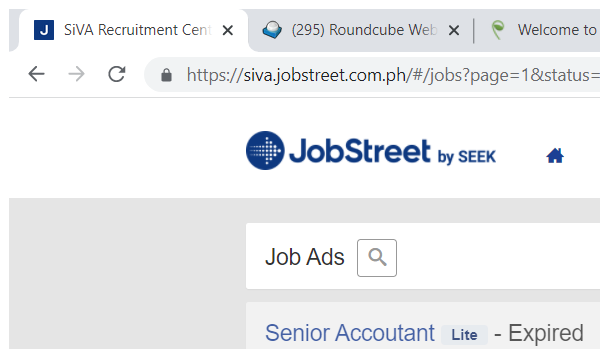 J SiVA Recruitment Cent
(295) Roundcube Web
Welcome to
https://siva.jobstreet.com.ph/#/jobs?page=1&status=
JobStreet by SEEK
Job Ads
Senior Accoutant Lite - Expired